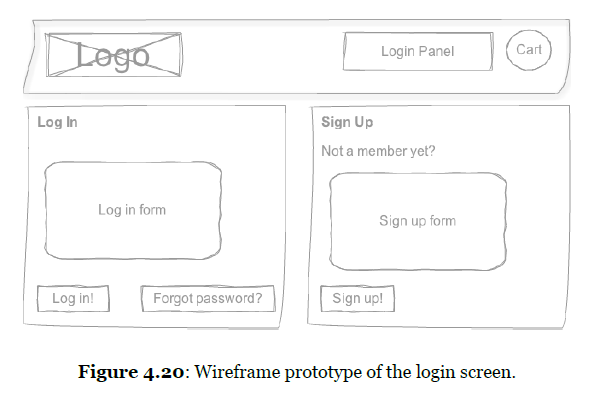 Logo
Login Panel
Cart
Log In
Log in form
Log in!
Forgot password?
Sign Up
Not a member yet?
Sign up form
Sign up!
Figure 4.20: Wireframe prototype of the login screen.